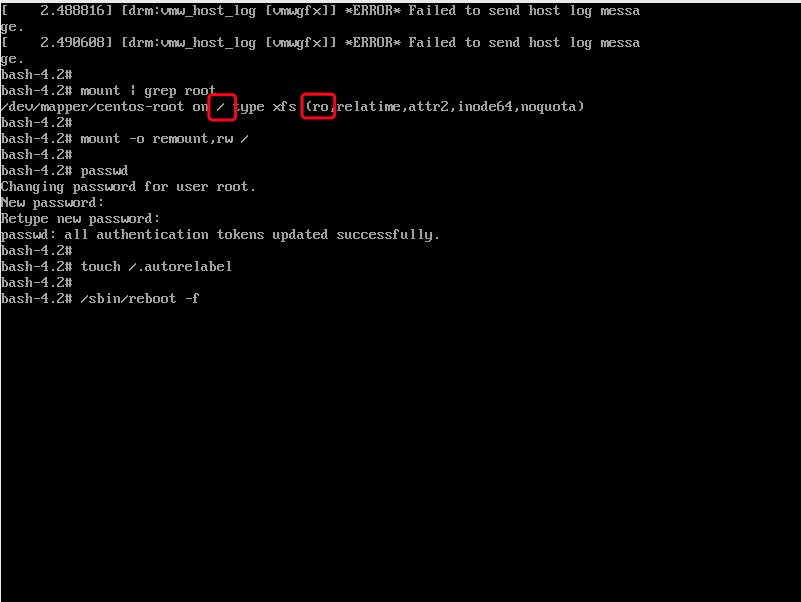 [    2.488816] [drm:vmw_host_log [vmwgfx]] *ERROR* Failed to send host log messa
ge.
[    2.490608] [drm:vmw_host_log [vmwgfx]] *ERROR* Failed to send host log messa
ge.
bash-4.2#
bash-4.2# mount | grep root
/dev/mapper/centos-root on / type xfs (ro,relatime,attr2,inode64,noquota)
bash-4.2#
bash-4.2# mount -o remount,rw /
bash-4.2#
bash-4.2# passwd
Changing password for user root.
New password:
Retype new password:
passwd: all authentication tokens updated successfully.
bash-4.2#
bash-4.2# touch /.autorelabel
bash-4.2#
bash-4.2# /sbin/reboot -f